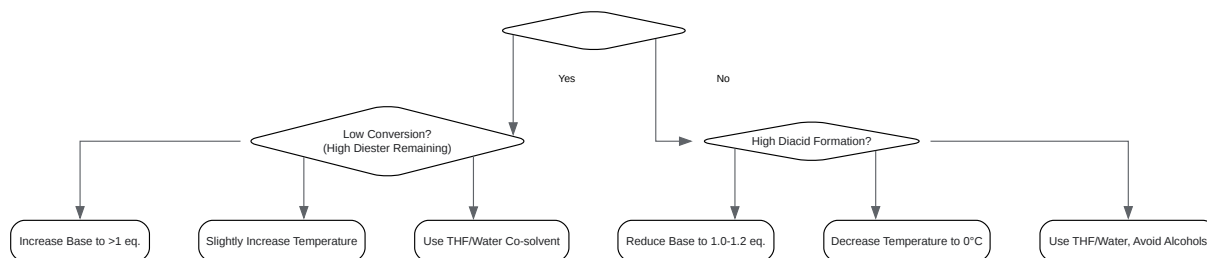 Yes
No
Low Conversion?
(High Diester Remaining)
High Diacid Formation?
Increase Base to >1 eq.
Slightly Increase Temperature
Use THF/Water Co-solvent
Reduce Base to 1.0-1.2 eq.
Decrease Temperature to 0°C
Use THF/Water, Avoid Alcohols